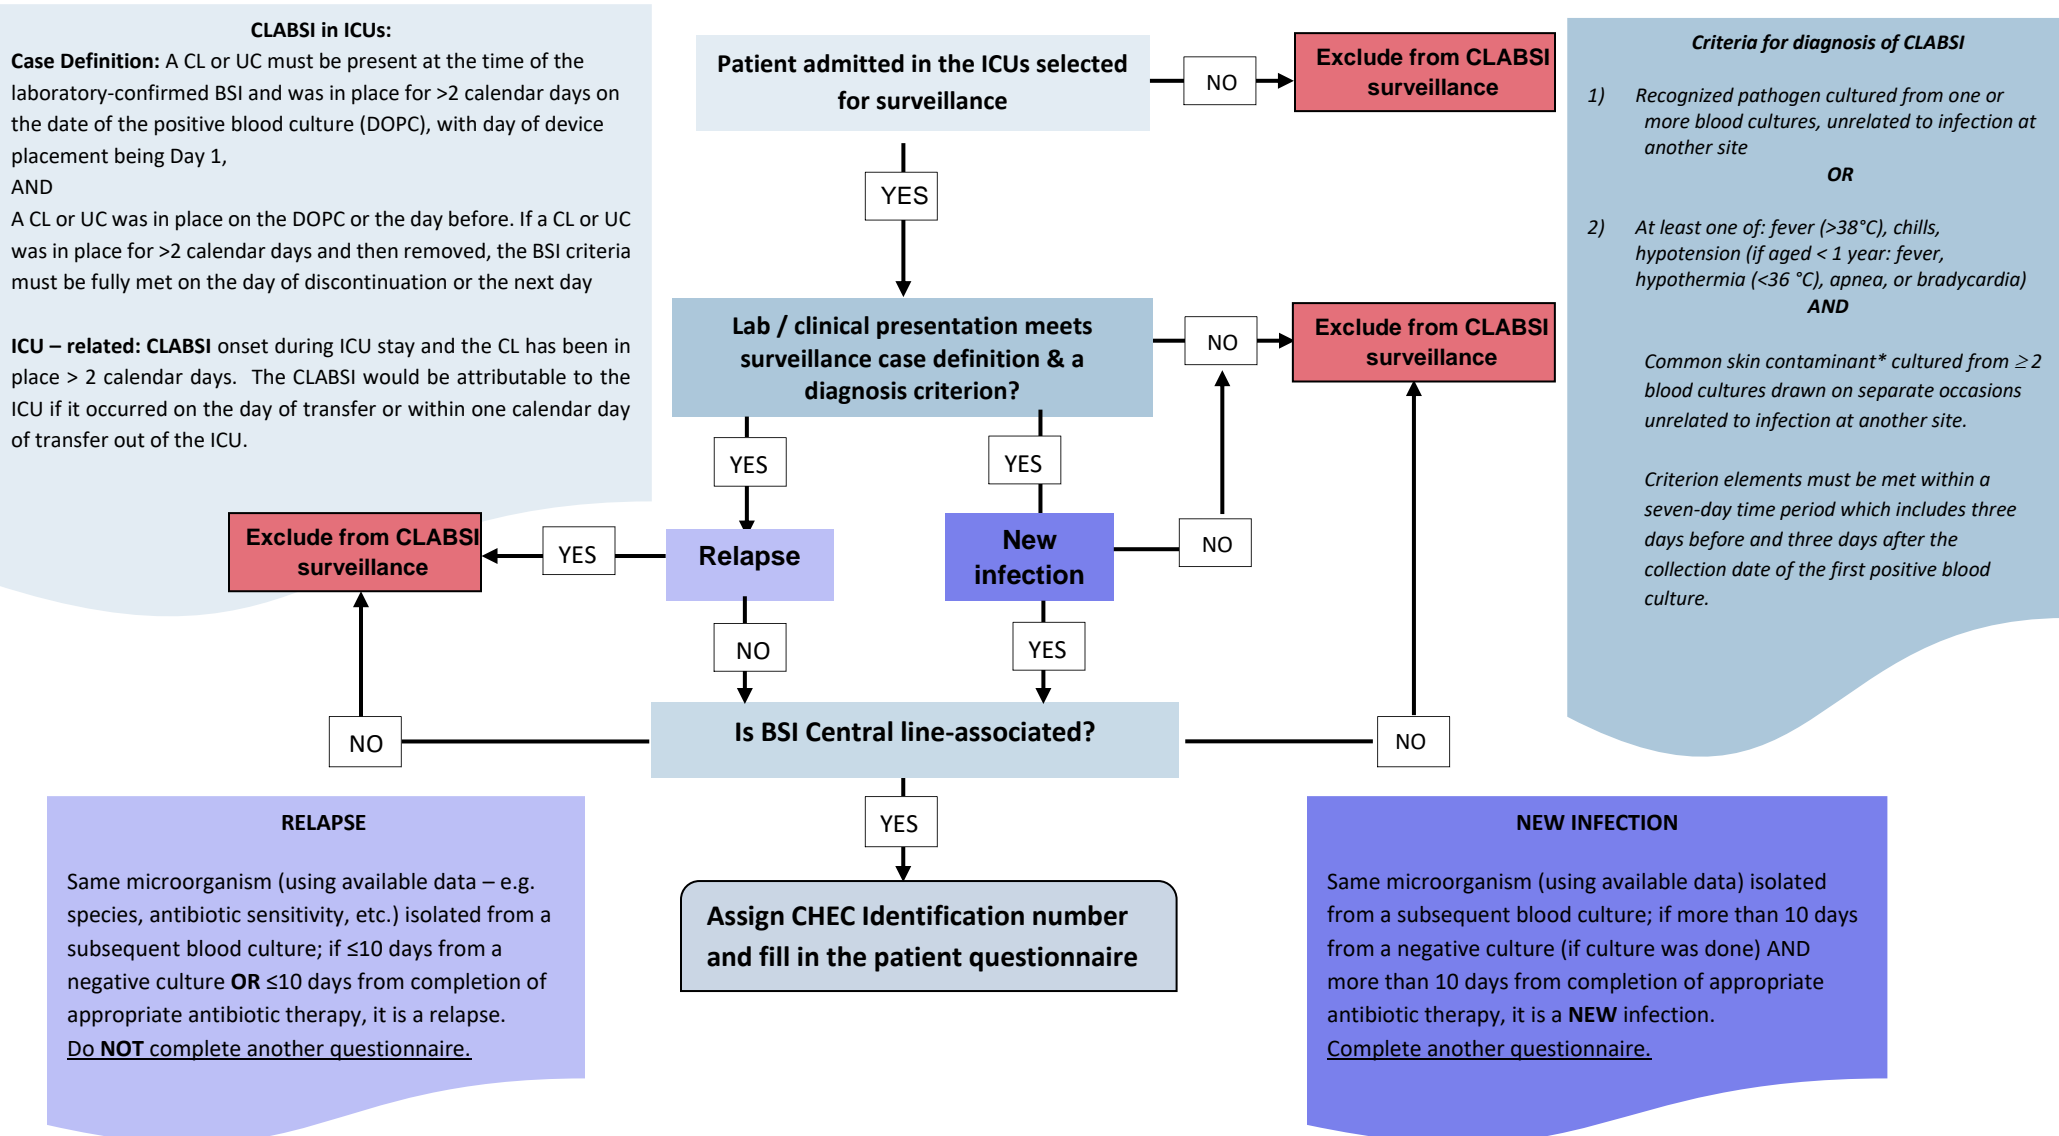 CLABSI in ICUs:
Case Definition: A CL or UC must be present at the time of the
laboratory-confirmed BSI and was in place for >2 calendar days on
the date of the positive blood culture (DOPC), with day of device
placement being Day 1,
AND
A CL or UC was in place on the DOPC or the day before. If a CL or UC
was in place for >2 calendar days and then removed, the BSI criteria
must be fully met on the day of discontinuation or the next day
ICU – related: CLABSI onset during ICU stay and the CL has been in
place > 2 calendar days. The CLABSI would be attributable to the
ICU if it occurred on the day of transfer or within one calendar day
of transfer out of the ICU.
Patient admitted in the ICUs selected
for surveillance
NO
Exclude from CLABSI
surveillance
YES
Lab / clinical presentation meets
surveillance case definition & a
diagnosis criterion?
NO
Exclude from CLABSI
surveillance
YES
YES
Exclude from CLABSI
surveillance
YES
Relapse
New
infection
NO
NO
YES
NO
Is BSI Central line-associated?
NO
YES
Assign CHEC Identification number
and fill in the patient questionnaire
Criteria for diagnosis of CLABSI
1) Recognized pathogen cultured from one or
more blood cultures, unrelated to infection at
another site
OR
2) At least one of: fever (>38°C), chills,
hypotension (if aged < 1 year: fever,
hypothermia (<36 °C), apnea, or bradycardia)
AND
Common skin contaminant* cultured from ≥ 2
blood cultures drawn on separate occasions
unrelated to infection at another site.
Criterion elements must be met within a
seven-day time period which includes three
days before and three days after the
collection date of the first positive blood
culture.
RELAPSE
Same microorganism (using available data – e.g.
species, antibiotic sensitivity, etc.) isolated from a
subsequent blood culture; if ≤10 days from a
negative culture OR ≤10 days from completion of
appropriate antibiotic therapy, it is a relapse.
Do NOT complete another questionnaire.
NEW INFECTION
Same microorganism (using available data) isolated
from a subsequent blood culture; if more than 10 days
from a negative culture (if culture was done) AND
more than 10 days from completion of appropriate
antibiotic therapy, it is a NEW infection.
Complete another questionnaire.